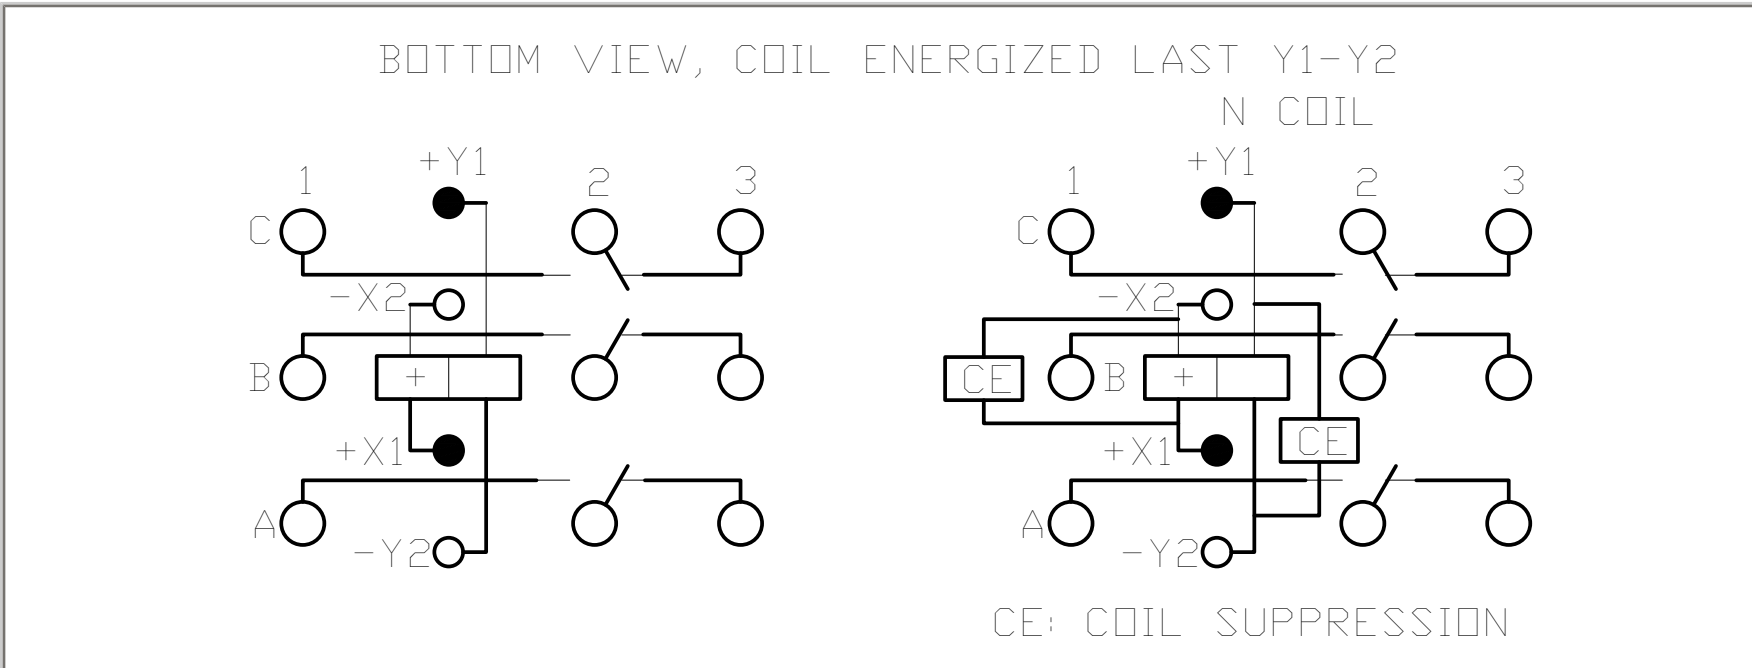 BOTTOM VIEW, COIL ENERGIZED LAST Y1-Y2
N COIL
+Y1
1 2 3
C
-X2
B +
+X1
A
-Y2
+Y1
1 2 3
C
-X2
CE B +
+X1 CE
A
-Y2
CE: COIL SUPPRESSION